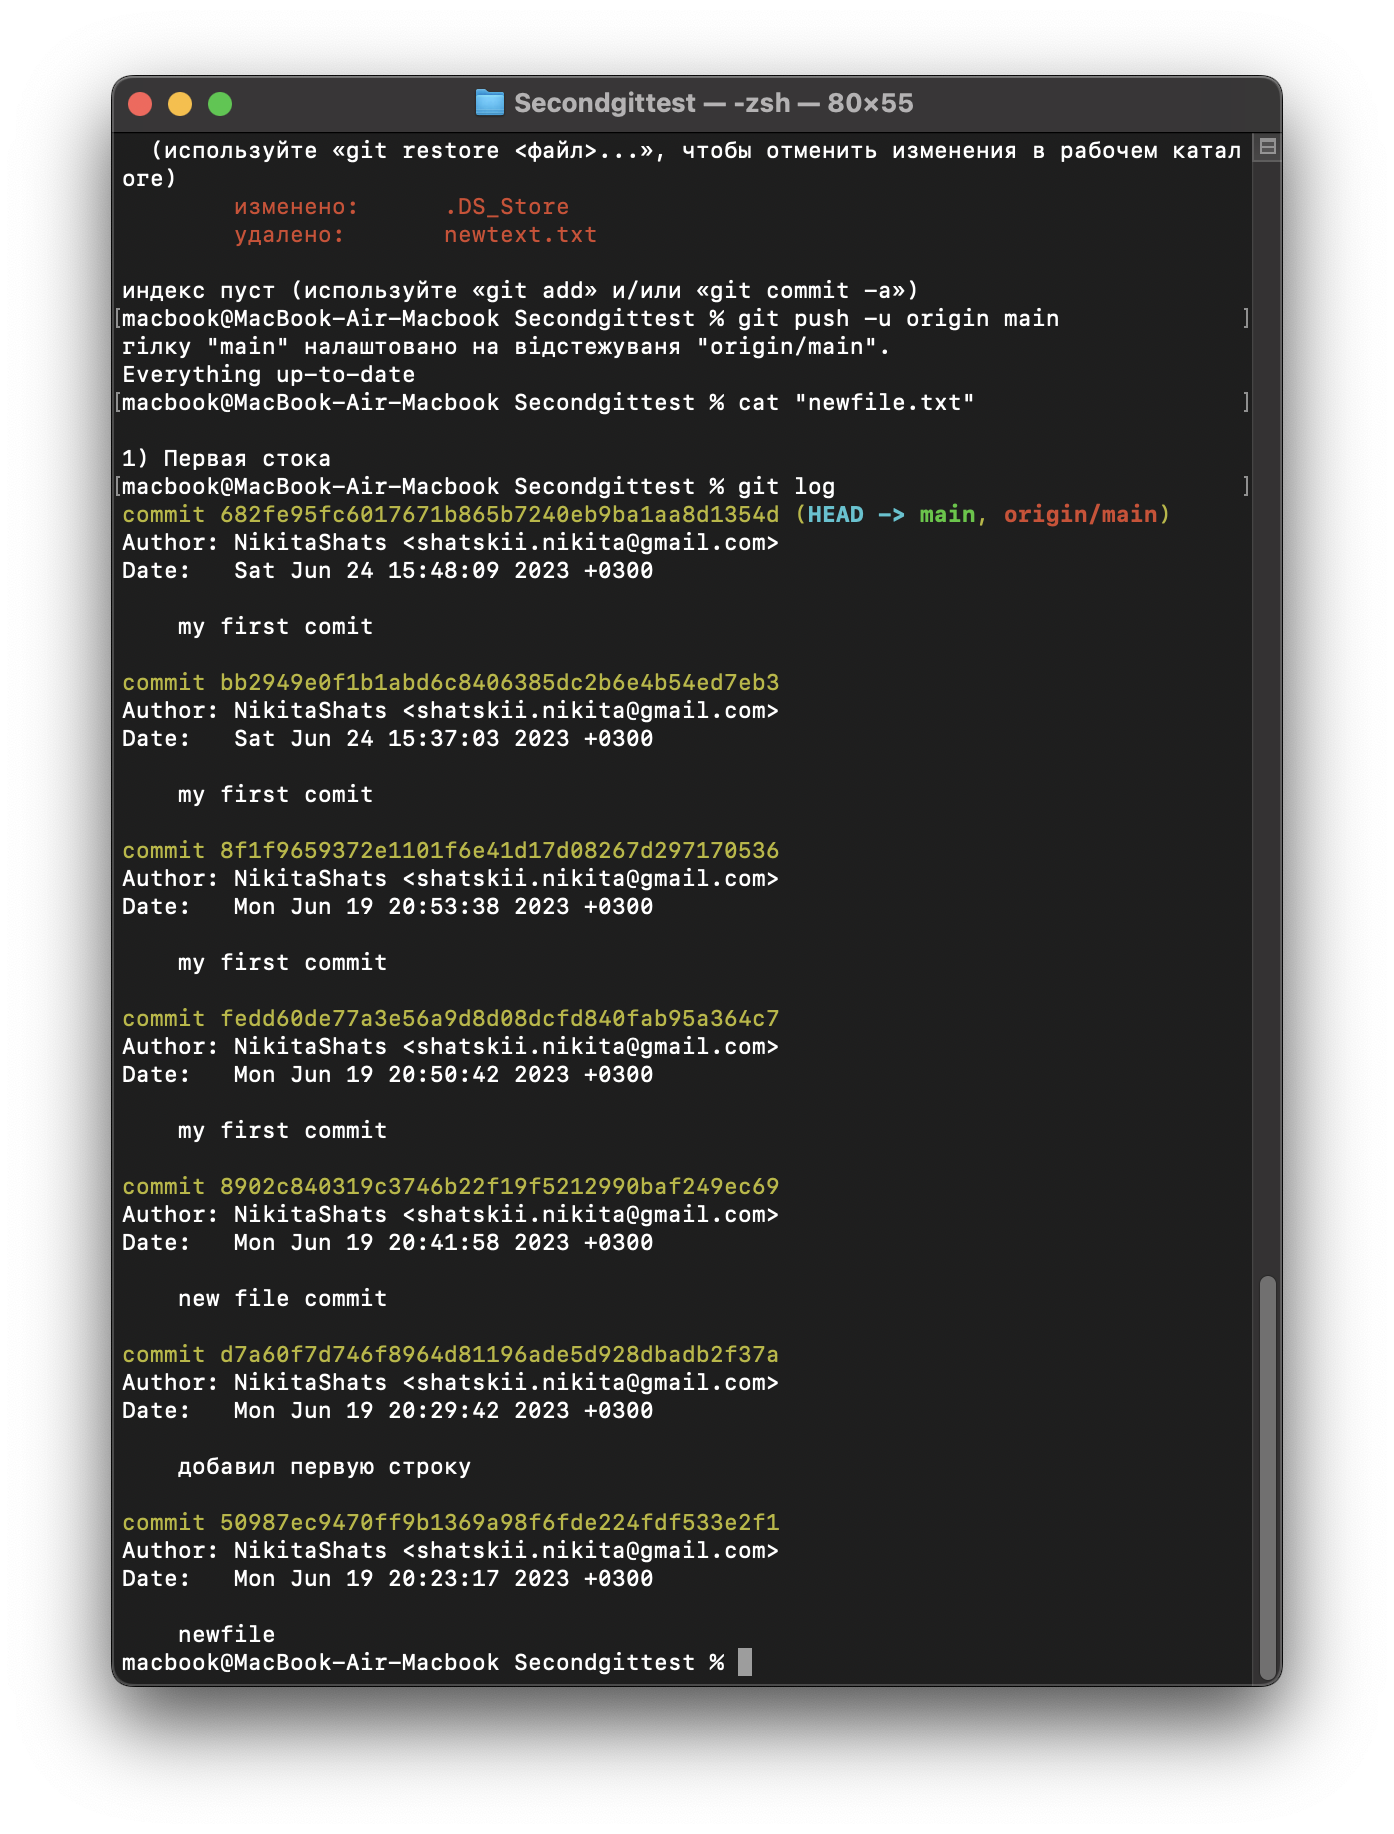 Secondgittest — -zsh — 80×55
(используйте «git restore <файл>...», чтобы отменить изменения в рабочем катал
оге)
изменено:      .DS_Store
удалено:       newtext.txt
индекс пуст (используйте «git add» и/или «git commit -a»)
[macbook@MacBook-Air-Macbook Secondgittest % git push -u origin main ]
гілку "main" налаштовано на відстежуваня "origin/main".
Everything up-to-date
[macbook@MacBook-Air-Macbook Secondgittest % cat "newfile.txt" ]
1) Первая стока
[macbook@MacBook-Air-Macbook Secondgittest % git log ]
commit 682fe95fc6017671b865b7240eb9ba1aa8d1354d (HEAD -> main, origin/main)
Author: NikitaShats <shatskii.nikita@gmail.com>
Date:   Sat Jun 24 15:48:09 2023 +0300
my first comit
commit bb2949e0f1b1abd6c8406385dc2b6e4b54ed7eb3
Author: NikitaShats <shatskii.nikita@gmail.com>
Date:   Sat Jun 24 15:37:03 2023 +0300
my first comit
commit 8f1f9659372e1101f6e41d17d08267d297170536
Author: NikitaShats <shatskii.nikita@gmail.com>
Date:   Mon Jun 19 20:53:38 2023 +0300
my first commit
commit fedd60de77a3e56a9d8d08dcfd840fab95a364c7
Author: NikitaShats <shatskii.nikita@gmail.com>
Date:   Mon Jun 19 20:50:42 2023 +0300
my first commit
commit 8902c840319c3746b22f19f5212990baf249ec69
Author: NikitaShats <shatskii.nikita@gmail.com>
Date:   Mon Jun 19 20:41:58 2023 +0300
new file commit
commit d7a60f7d746f8964d81196ade5d928dbadb2f37a
Author: NikitaShats <shatskii.nikita@gmail.com>
Date:   Mon Jun 19 20:29:42 2023 +0300
добавил первую строку
commit 50987ec9470ff9b1369a98f6fde224fdf533e2f1
Author: NikitaShats <shatskii.nikita@gmail.com>
Date:   Mon Jun 19 20:23:17 2023 +0300
newfile
macbook@MacBook-Air-Macbook Secondgittest %